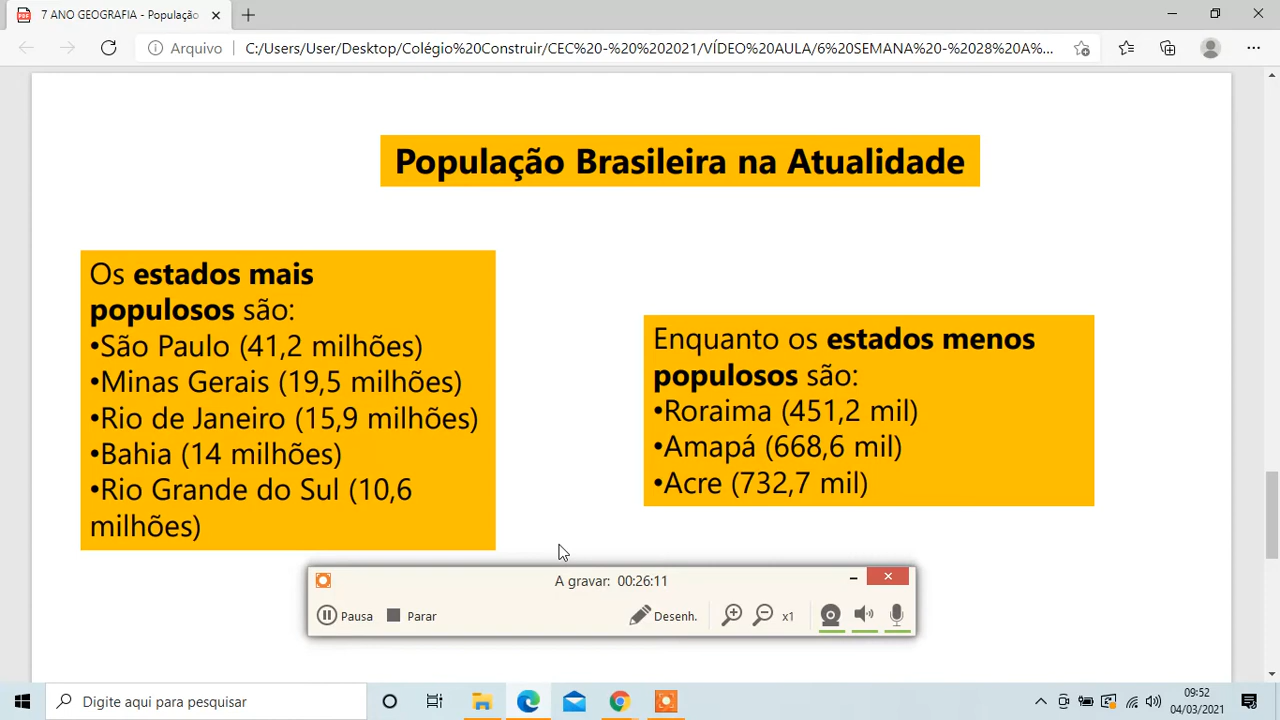 7 ANO GEOGRAFIA - População
Arquivo
C:/Users/User/Desktop/Colégio%20Construir/CEC%20-%20%202021/VÍDEO%20AULA/6%20SEMANA%20-%2028%20A%...
População Brasileira na Atualidade
Os estados mais
populosos são:
•São Paulo (41,2 milhões)
•Minas Gerais (19,5 milhões)
•Rio de Janeiro (15,9 milhões)
•Bahia (14 milhões)
•Rio Grande do Sul (10,6
milhões)
Enquanto os estados menos
populosos são:
•Roraima (451,2 mil)
•Amapá (668,6 mil)
•Acre (732,7 mil)
A gravar: 00:26:11
Pausa
Parar
Desenh.
x1
Digite aqui para pesquisar
09:52
04/03/2021